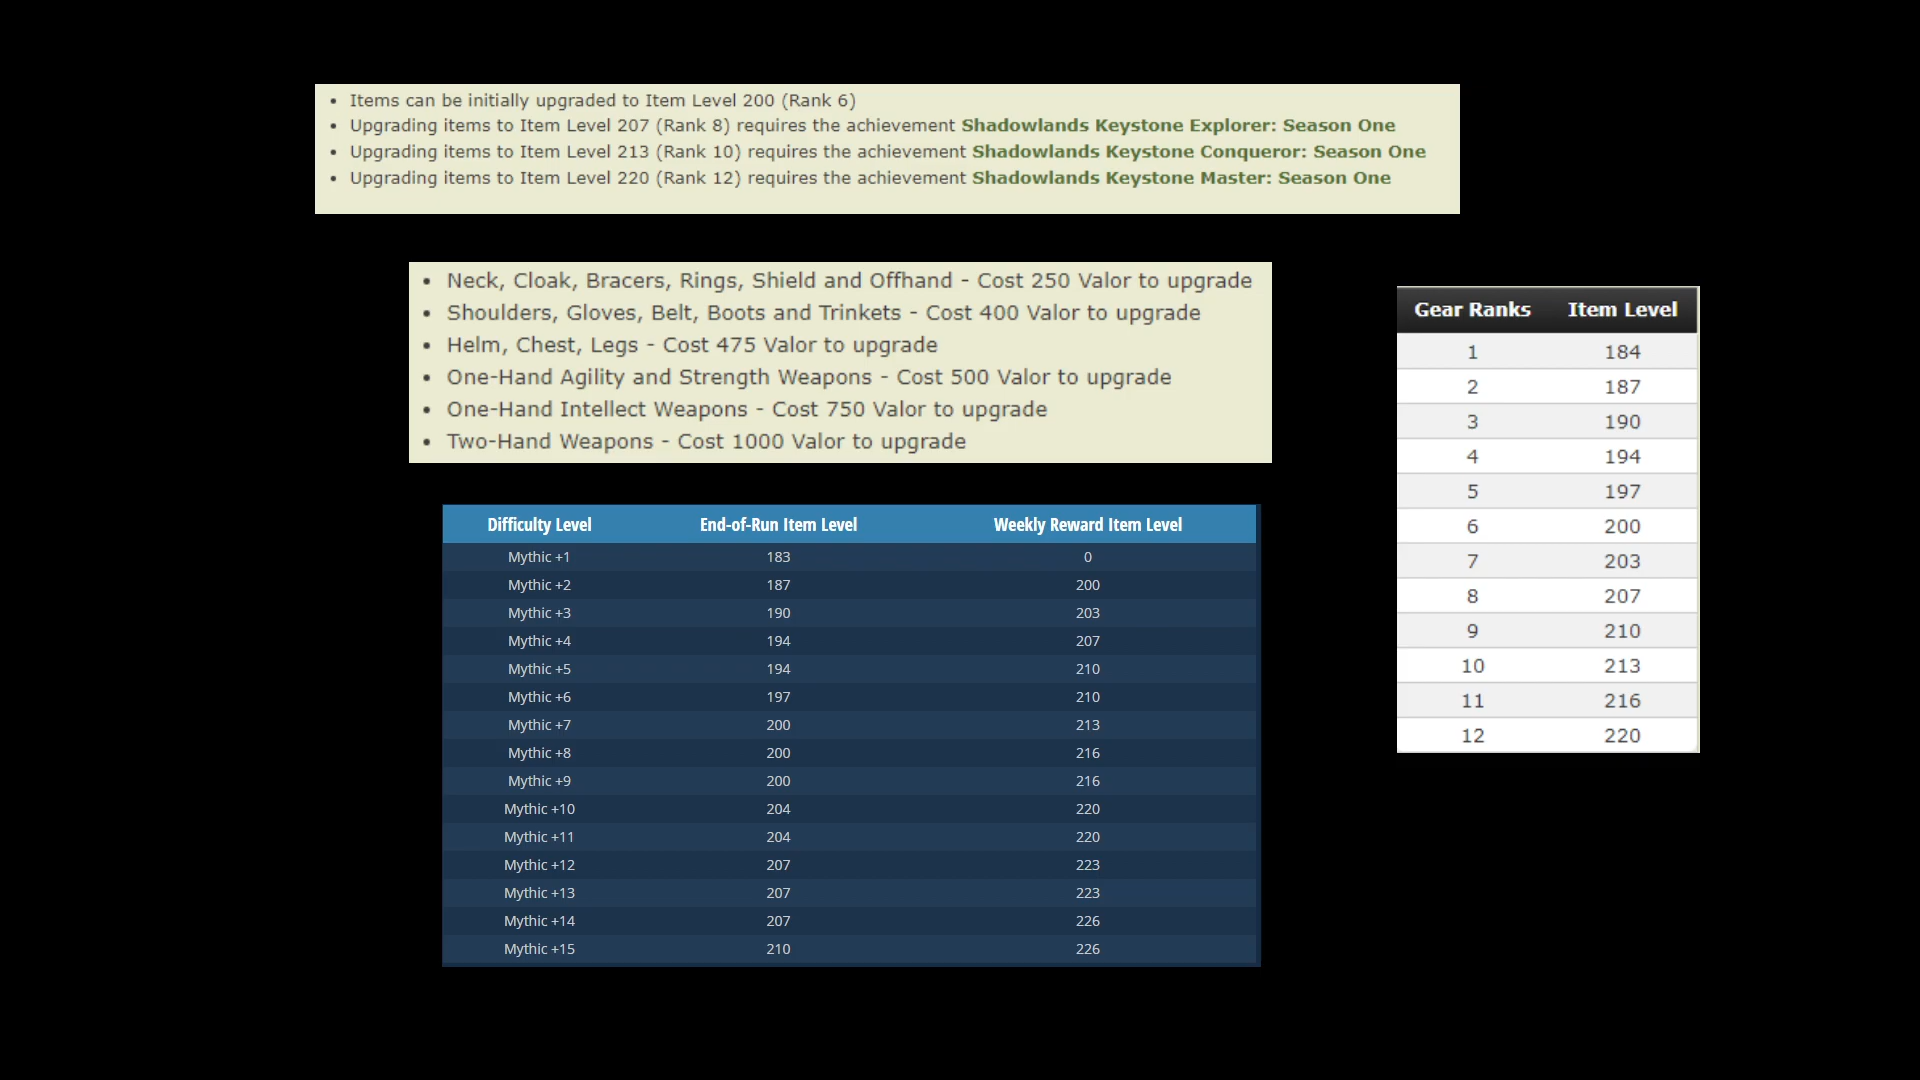 • Items can be initially upgraded to Item Level 200 (Rank 6)
• Upgrading items to Item Level 207 (Rank 8) requires the achievement Shadowlands Keystone Explorer: Season One
• Upgrading items to Item Level 213 (Rank 10) requires the achievement Shadowlands Keystone Conqueror: Season One
• Upgrading items to Item Level 220 (Rank 12) requires the achievement Shadowlands Keystone Master: Season One
• Neck, Cloak, Bracers, Rings, Shield and Offhand - Cost 250 Valor to upgrade
• Shoulders, Gloves, Belt, Boots and Trinkets - Cost 400 Valor to upgrade
• Helm, Chest, Legs - Cost 475 Valor to upgrade
• One-Hand Agility and Strength Weapons - Cost 500 Valor to upgrade
• One-Hand Intellect Weapons - Cost 750 Valor to upgrade
• Two-Hand Weapons - Cost 1000 Valor to upgrade
Gear Ranks Item Level
1 184
2 187
3 190
4 194
5 197
6 200
7 203
8 207
9 210
10 213
11 216
12 220
Difficulty Level End-of-Run Item Level Weekly Reward Item Level
Mythic +1 183 0
Mythic +2 187 200
Mythic +3 190 203
Mythic +4 194 207
Mythic +5 194 210
Mythic +6 197 210
Mythic +7 200 213
Mythic +8 200 216
Mythic +9 200 216
Mythic +10 204 220
Mythic +11 204 220
Mythic +12 207 223
Mythic +13 207 223
Mythic +14 207 226
Mythic +15 210 226